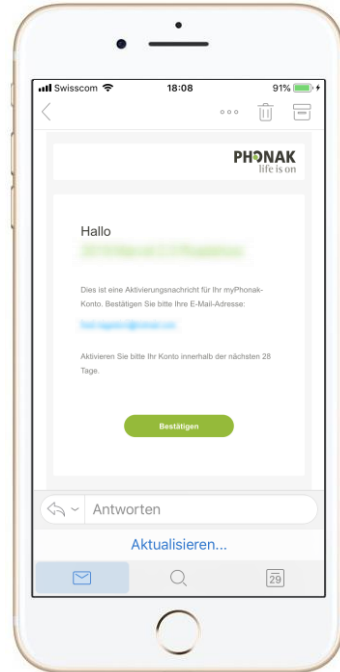 Swisscom 18:08 91%
PHONAK
life is on
Hallo
Dies ist eine Aktivierungsnachricht für Ihr myPhonak-
Konto. Bestätigen Sie bitte Ihre E-Mail-Adresse:
Aktivieren Sie bitte Ihr Konto innerhalb der nächsten 28
Tage.
Bestätigen
Antworten
Aktualisieren...
29